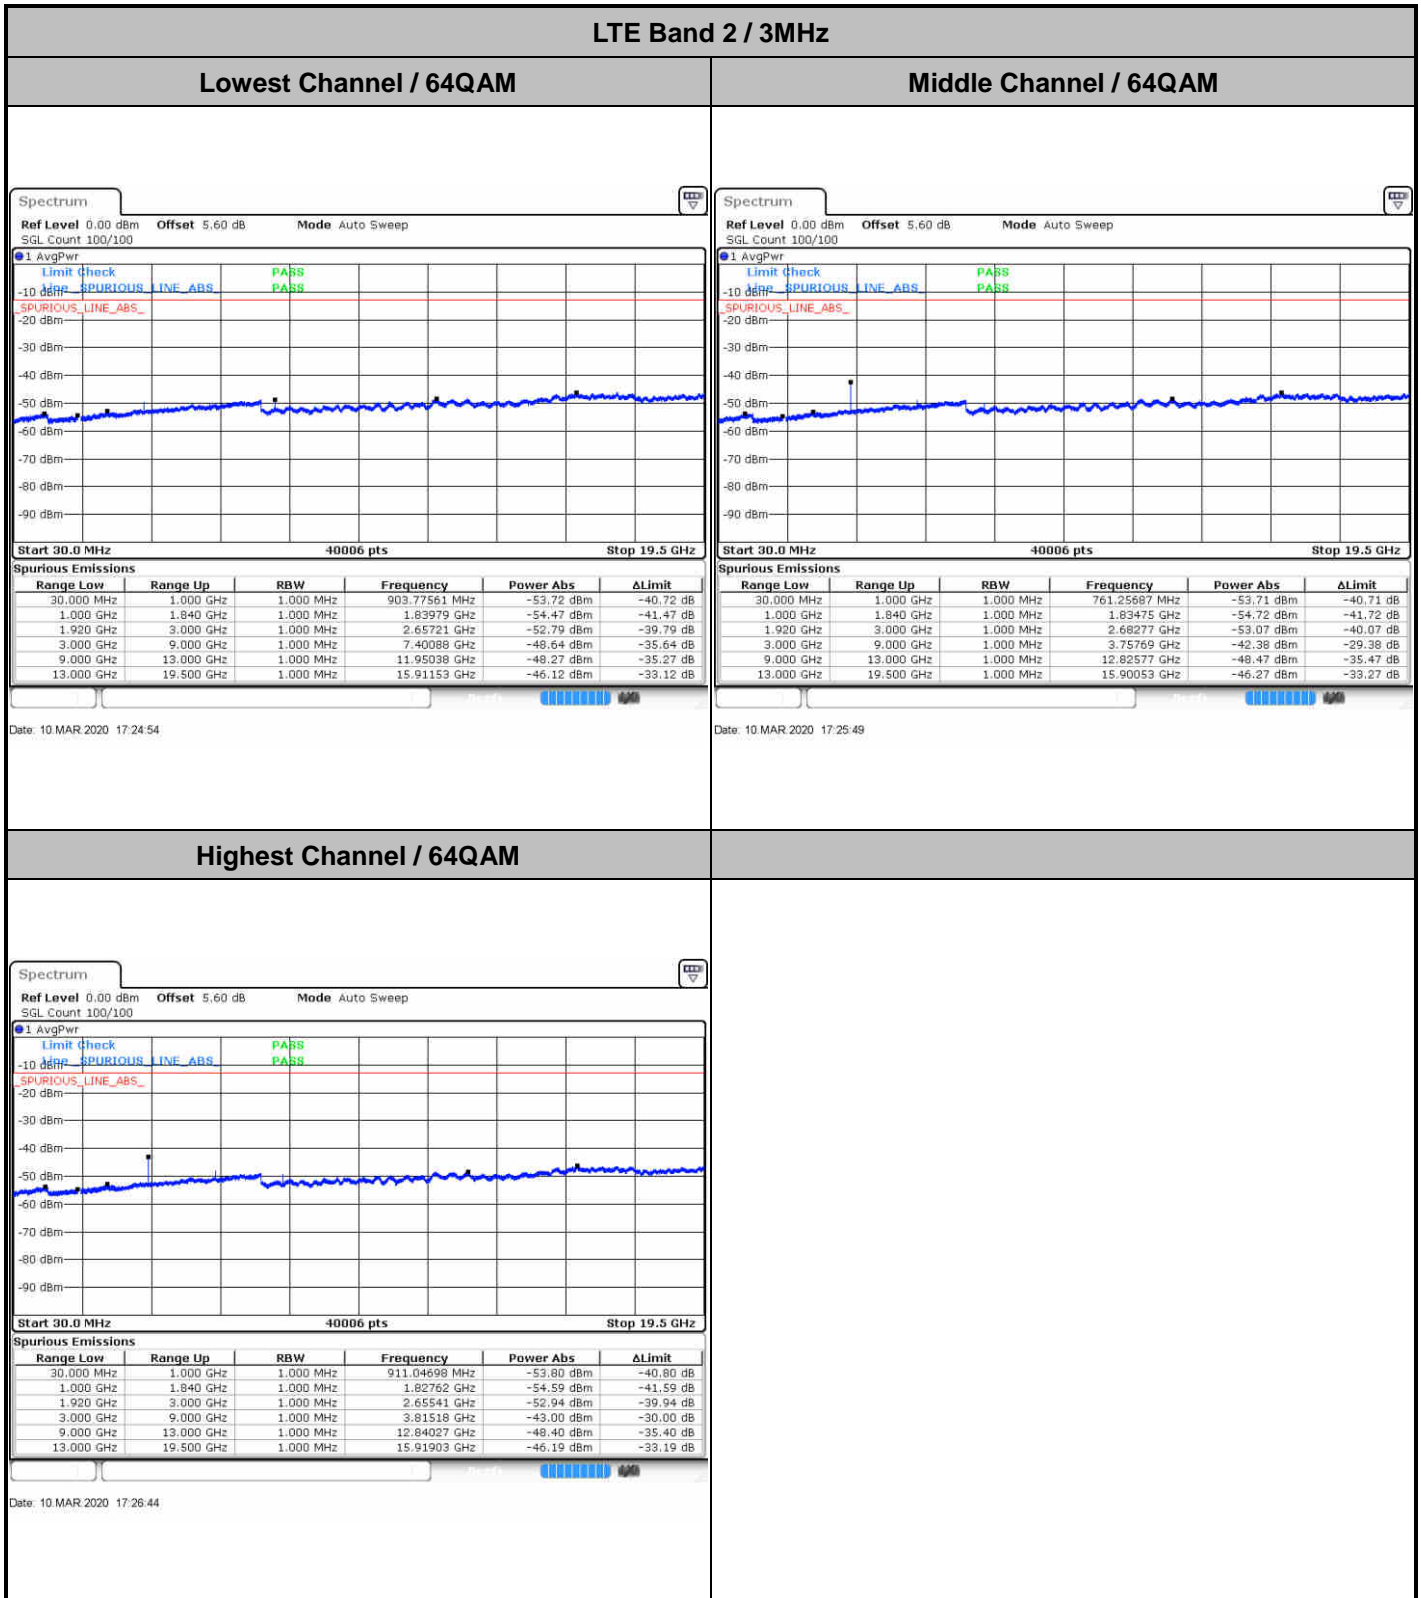 LTE Band 2 / 3MHz
Lowest Channel / 64QAM
Middle Channel / 64QAM
Spectrum
Ref Level 0.00 dBm Offset 5.60 dB Mode Auto Sweep
SGL Count 100/100
1 AvgPwr
Limit Check PASS
Line _SPURIOUS_LINE_ABS_ PASS
-10 dBm
_SPURIOUS_LINE_ABS_
-20 dBm
-30 dBm
-40 dBm
-50 dBm
-60 dBm
-70 dBm
-80 dBm
-90 dBm
Start 30.0 MHz 40006 pts Stop 19.5 GHz
Spurious Emissions
Range Low Range Up RBW Frequency Power Abs ΔLimit
30.000 MHz 1.000 GHz 1.000 MHz 903.77561 MHz -53.72 dBm -40.72 dB
1.000 GHz 1.840 GHz 1.000 MHz 1.83979 GHz -54.47 dBm -41.47 dB
1.920 GHz 3.000 GHz 1.000 MHz 2.65721 GHz -52.79 dBm -39.79 dB
3.000 GHz 9.000 GHz 1.000 MHz 7.40088 GHz -48.64 dBm -35.64 dB
9.000 GHz 13.000 GHz 1.000 MHz 11.95038 GHz -48.27 dBm -35.27 dB
13.000 GHz 19.500 GHz 1.000 MHz 15.91153 GHz -46.12 dBm -33.12 dB
Date: 10.MAR.2020 17:24:54
Spectrum
Ref Level 0.00 dBm Offset 5.60 dB Mode Auto Sweep
SGL Count 100/100
1 AvgPwr
Limit Check PASS
Line _SPURIOUS_LINE_ABS_ PASS
-10 dBm
_SPURIOUS_LINE_ABS_
-20 dBm
-30 dBm
-40 dBm
-50 dBm
-60 dBm
-70 dBm
-80 dBm
-90 dBm
Start 30.0 MHz 40006 pts Stop 19.5 GHz
Spurious Emissions
Range Low Range Up RBW Frequency Power Abs ΔLimit
30.000 MHz 1.000 GHz 1.000 MHz 761.25687 MHz -53.71 dBm -40.71 dB
1.000 GHz 1.840 GHz 1.000 MHz 1.83475 GHz -54.72 dBm -41.72 dB
1.920 GHz 3.000 GHz 1.000 MHz 2.68277 GHz -53.07 dBm -40.07 dB
3.000 GHz 9.000 GHz 1.000 MHz 3.75769 GHz -42.38 dBm -29.38 dB
9.000 GHz 13.000 GHz 1.000 MHz 12.82577 GHz -48.47 dBm -35.47 dB
13.000 GHz 19.500 GHz 1.000 MHz 15.90053 GHz -46.27 dBm -33.27 dB
Date: 10.MAR.2020 17:25:49
Highest Channel / 64QAM
Spectrum
Ref Level 0.00 dBm Offset 5.60 dB Mode Auto Sweep
SGL Count 100/100
1 AvgPwr
Limit Check PASS
Line _SPURIOUS_LINE_ABS_ PASS
-10 dBm
_SPURIOUS_LINE_ABS_
-20 dBm
-30 dBm
-40 dBm
-50 dBm
-60 dBm
-70 dBm
-80 dBm
-90 dBm
Start 30.0 MHz 40006 pts Stop 19.5 GHz
Spurious Emissions
Range Low Range Up RBW Frequency Power Abs ΔLimit
30.000 MHz 1.000 GHz 1.000 MHz 911.04698 MHz -53.80 dBm -40.80 dB
1.000 GHz 1.840 GHz 1.000 MHz 1.82762 GHz -54.59 dBm -41.59 dB
1.920 GHz 3.000 GHz 1.000 MHz 2.65541 GHz -52.94 dBm -39.94 dB
3.000 GHz 9.000 GHz 1.000 MHz 3.81518 GHz -43.00 dBm -30.00 dB
9.000 GHz 13.000 GHz 1.000 MHz 12.84027 GHz -48.40 dBm -35.40 dB
13.000 GHz 19.500 GHz 1.000 MHz 15.91903 GHz -46.19 dBm -33.19 dB
Date: 10.MAR.2020 17:26:44